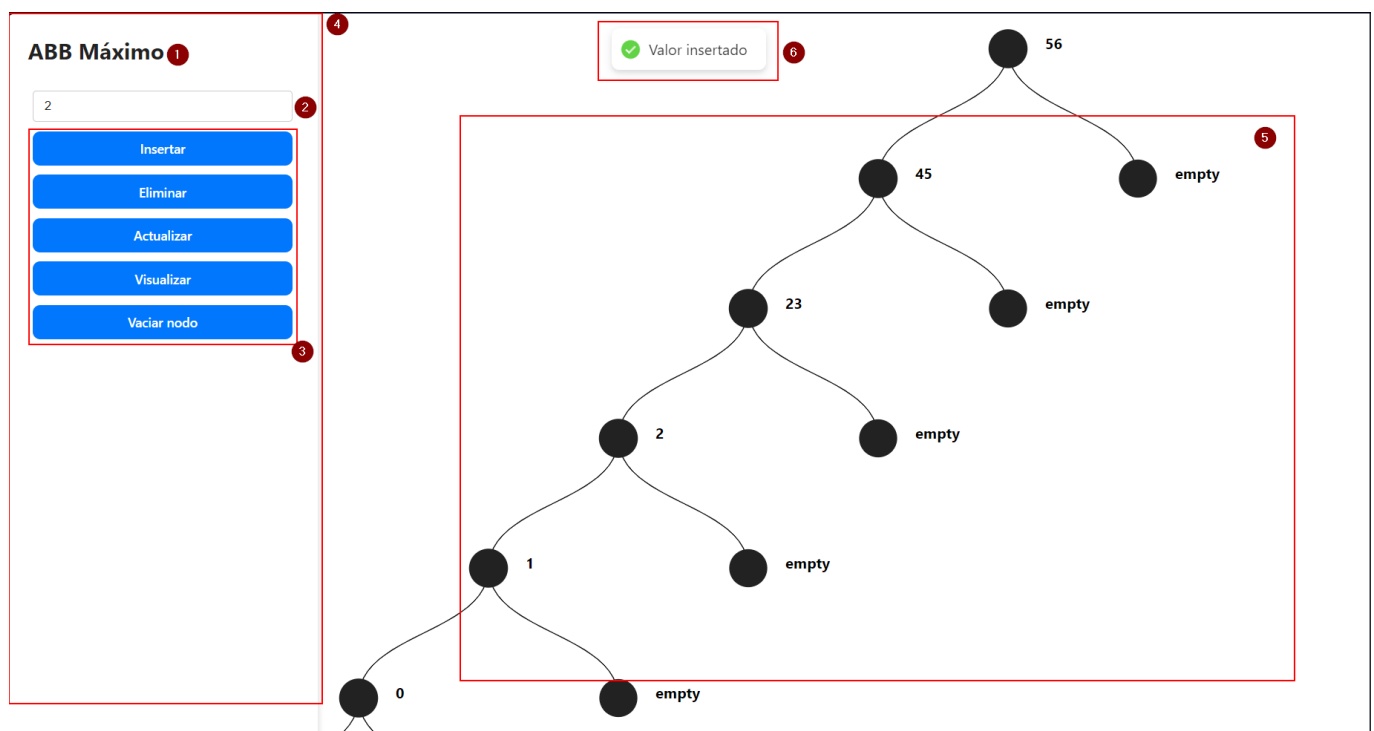 4
ABB Máximo 1
6
Valor insertado
56
2
2
5
Insertar
45
empty
Eliminar
Actualizar
Visualizar
23
empty
Vaciar nodo
3
2
empty
1
empty
0
empty